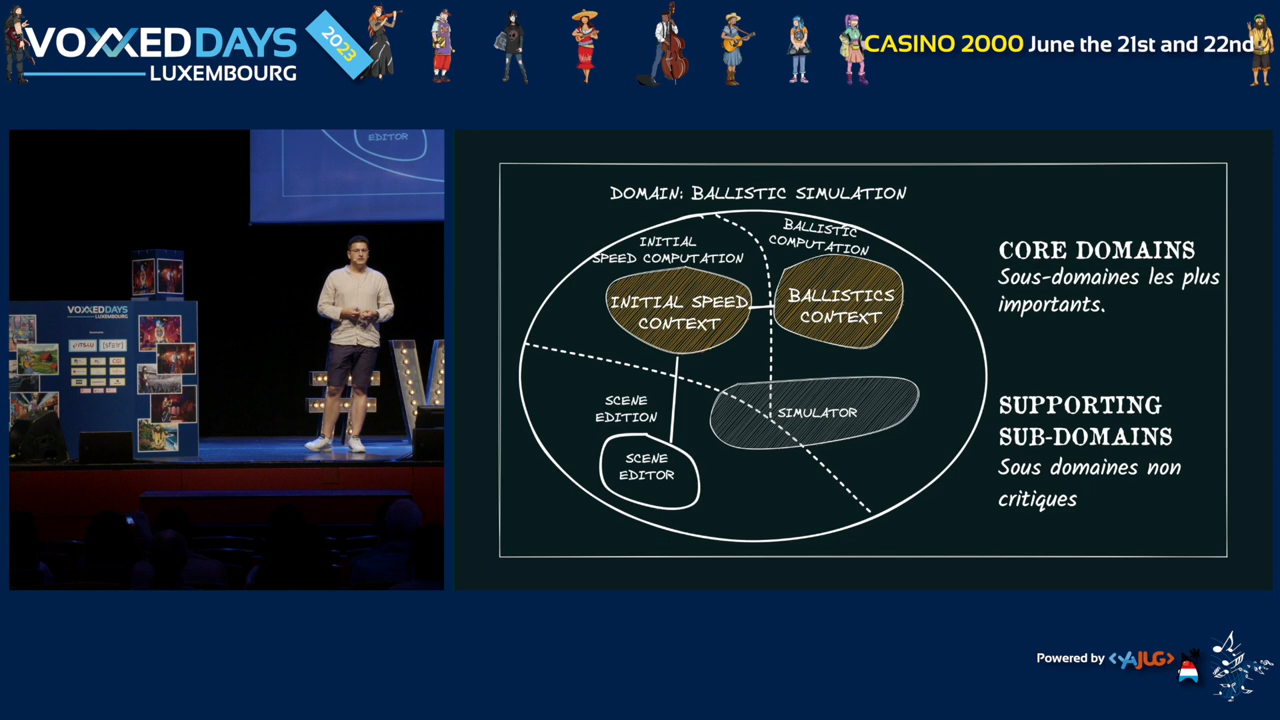 VOXXED DAYS
LUXEMBOURG
2023
CASINO 2000 June the 21st and 22nd
EDITOR
VOXXEDDAYS
LUXEMBOURG
DOMAIN: BALLISTIC SIMULATION
INITIAL
SPEED COMPUTATION
BALLISTIC
COMPUTATION
INITIAL SPEED
CONTEXT
BALLISTICS
CONTEXT
SCENE
EDITION
SIMULATOR
SCENE
EDITOR
CORE DOMAINS
Sous-domaines les plus
importants.
SUPPORTING
SUB-DOMAINS
Sous domaines non
critiques
Powered by <YAJUG>